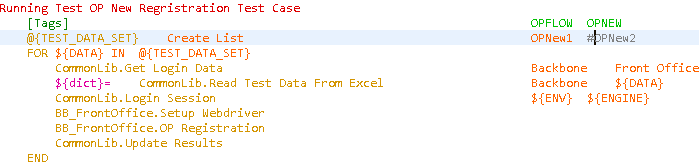 Running Test OP New Regristration Test Case
[Tags] OPFLOW OPNEW
@{TEST_DATA_SET} Create List OPNew1 #OPNew2
FOR ${DATA} IN @{TEST_DATA_SET}
CommonLib.Get Login Data Backbone Front Office
${dict}= CommonLib.Read Test Data From Excel Backbone ${DATA}
CommonLib.Login Session ${ENV} ${ENGINE}
BB_FrontOffice.Setup Webdriver
BB_FrontOffice.OP Registration
CommonLib.Update Results
END